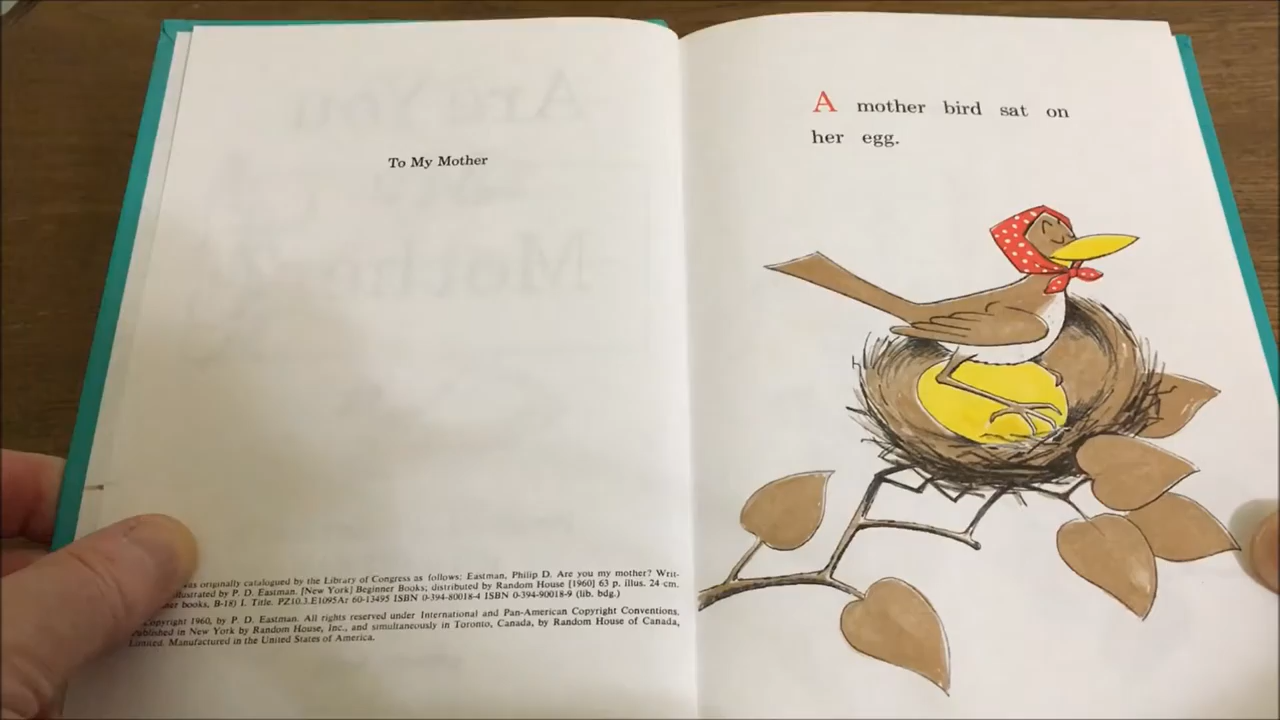 To My Mother
was originally catalogued by the Library of Congress as follows: Eastman, Philip D. Are you my mother? Writ-
illustrated by P. D. Eastman. [New York] Beginner Books; distributed by Random House [1960] 63 p. illus. 24 cm.
books, B-18) I. Title. PZ10.3.E1095Ar 60-13495 ISBN 0-394-80018-4 ISBN 0-394-90018-9 (lib. bdg.)
Copyright 1960, by P. D. Eastman. All rights reserved under International and Pan-American Copyright Conventions,
Published in New York by Random House, Inc., and simultaneously in Toronto, Canada, by Random House of Canada,
Limited. Manufactured in the United States of America.
A mother bird sat on
her egg.